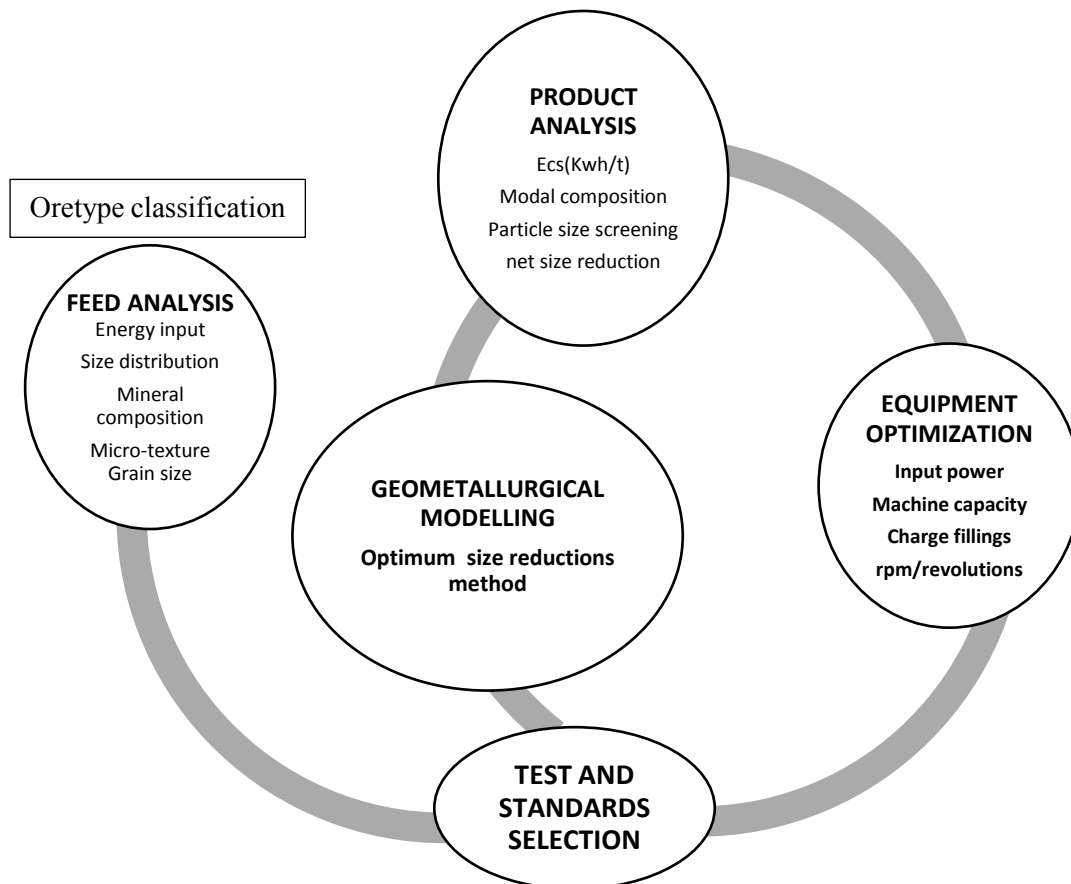 PRODUCT
ANALYSIS
Ecs(Kwh/t)
Modal composition
Particle size screening
net size reduction
Oretype classification
FEED ANALYSIS
Energy input
Size distribution
Mineral
composition
Micro-texture
Grain size
EQUIPMENT
OPTIMIZATION
Input power
Machine capacity
Charge fillings
rpm/revolutions
GEOMETALLURGICAL
MODELLING
Optimum size reductions
method
TEST AND
STANDARDS
SELECTION